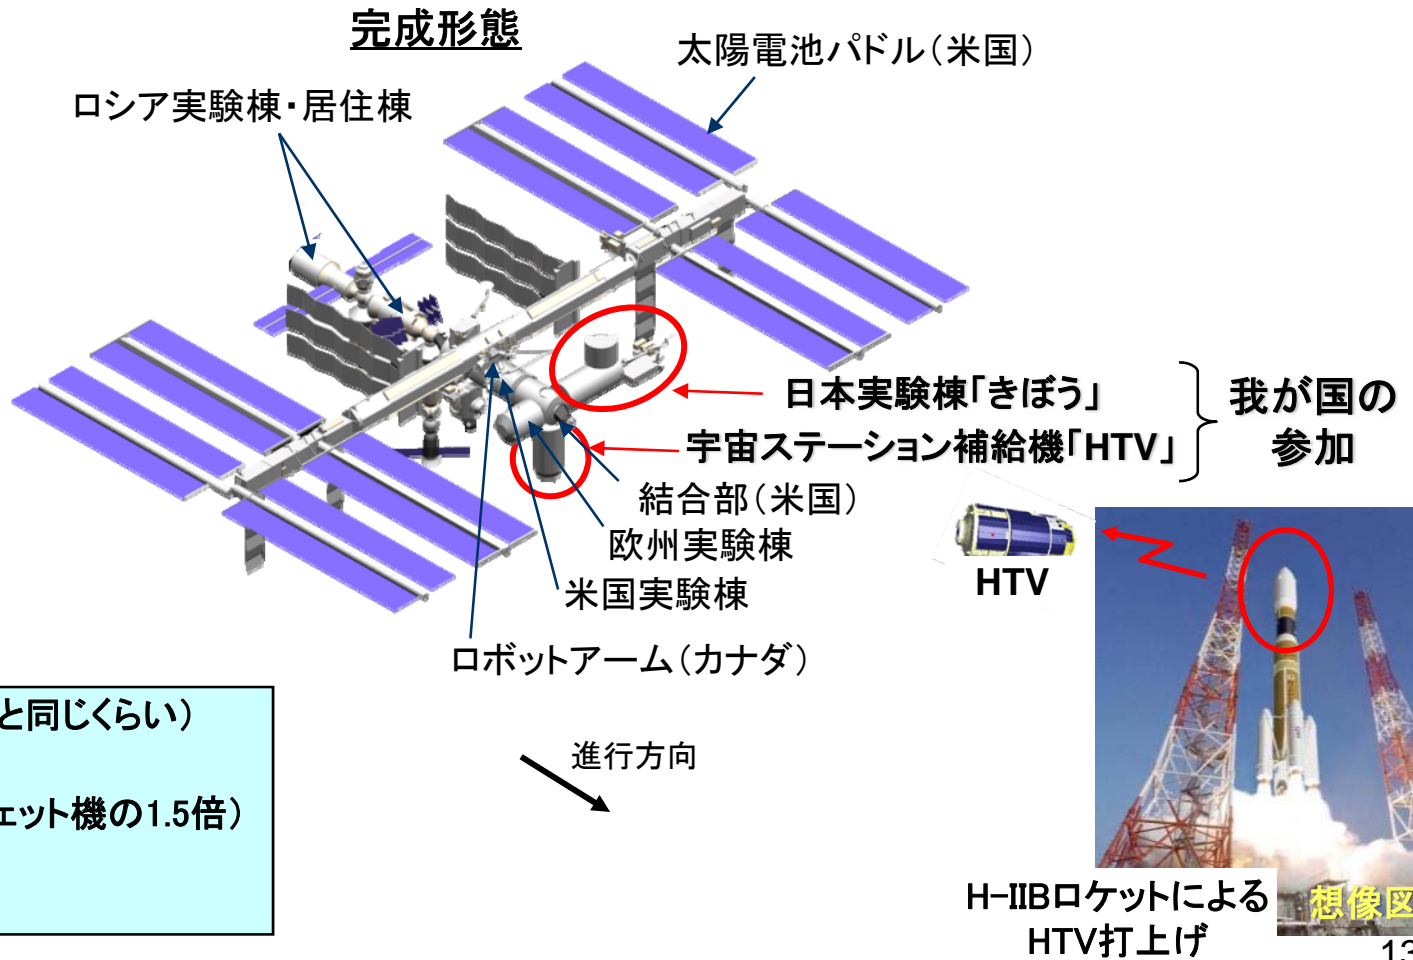 完成形態
太陽電池パドル（米国）
ロシア実験棟・居住棟
日本実験棟「きぼう」
宇宙ステーション補給機「HTV」
我が国の
参加
結合部（米国）
欧州実験棟
米国実験棟
ロボットアーム（カナダ）
HTV
と同じくらい）
ェット機の1.5倍）
進行方向
H-IIBロケットによる
HTV打上げ
想像図
13